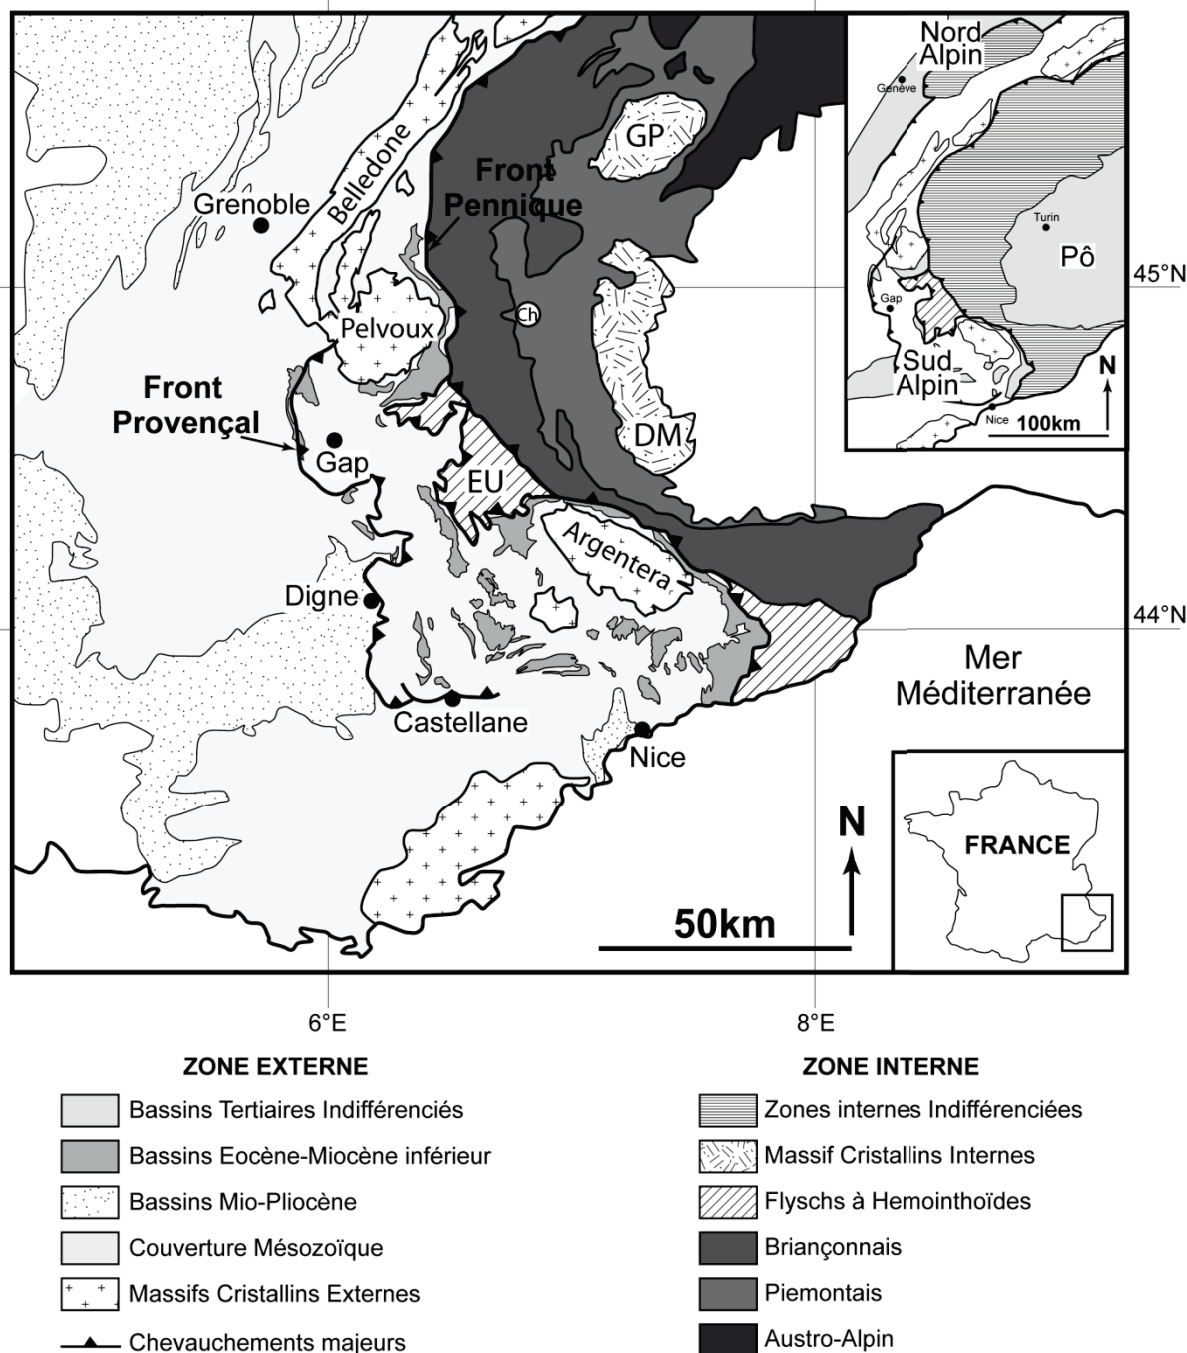 Nord
Alpin
Genève
Turin
Pô
Gap
Sud
Alpin
N
Nice
100km
GP
Belledone
Front
Pennique
Grenoble
45°N
Ch
Pelvoux
Front
Provençal
DM
Gap
EU
Argentera
Digne
44°N
Mer
Méditerranée
Castellane
Nice
N
FRANCE
50km
6°E
8°E
ZONE EXTERNE
Bassins Tertiaires Indifférenciés
Bassins Eocène-Miocène inférieur
Bassins Mio-Pliocène
Couverture Mésozoïque
Massifs Cristallins Externes
Chevauchements majeurs
ZONE INTERNE
Zones internes Indifférenciées
Massif Cristallins Internes
Flyschs à Hemointhoïdes
Briançonnais
Piemontais
Austro-Alpin